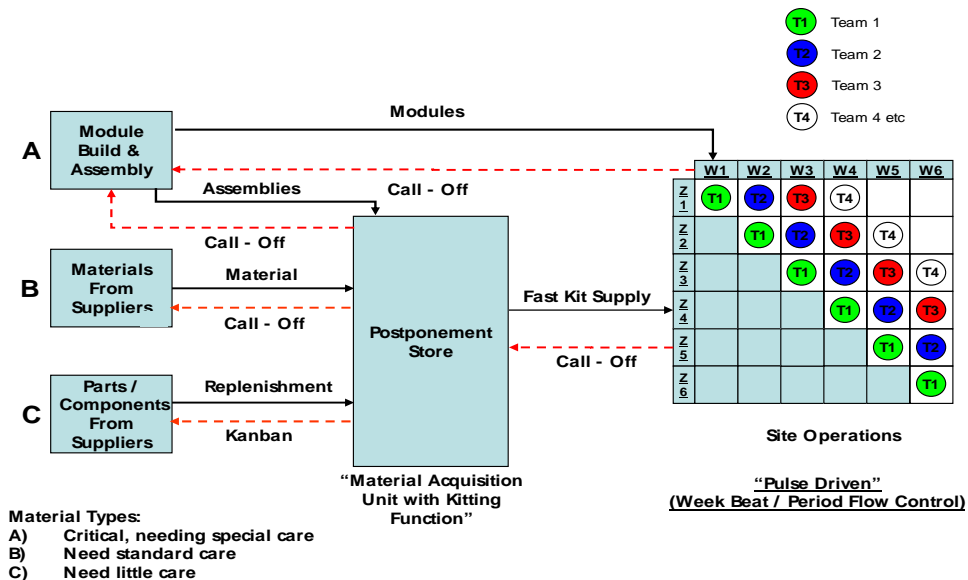 T1 Team 1
T2 Team 2
T3 Team 3
T4 Team 4 etc
Modules
A
Module
Build &
Assembly
Assemblies
Call - Off
Call - Off
B
Materials
From
Suppliers
Material
Call - Off
C
Parts /
Components
From
Suppliers
Replenishment
Kanban
Postponement
Store
Fast Kit Supply
Call - Off
“Material Acquisition
Unit with Kitting
Function”
W1 W2 W3 W4 W5 W6
Z1 T1 T2 T3 T4
Z2 T1 T2 T3 T4
Z3 T1 T2 T3 T4
Z4 T1 T2 T3
Z5 T1 T2
Z6 T1
Site Operations
“Pulse Driven”
(Week Beat / Period Flow Control)
Material Types:
A) Critical, needing special care
B) Need standard care
C) Need little care